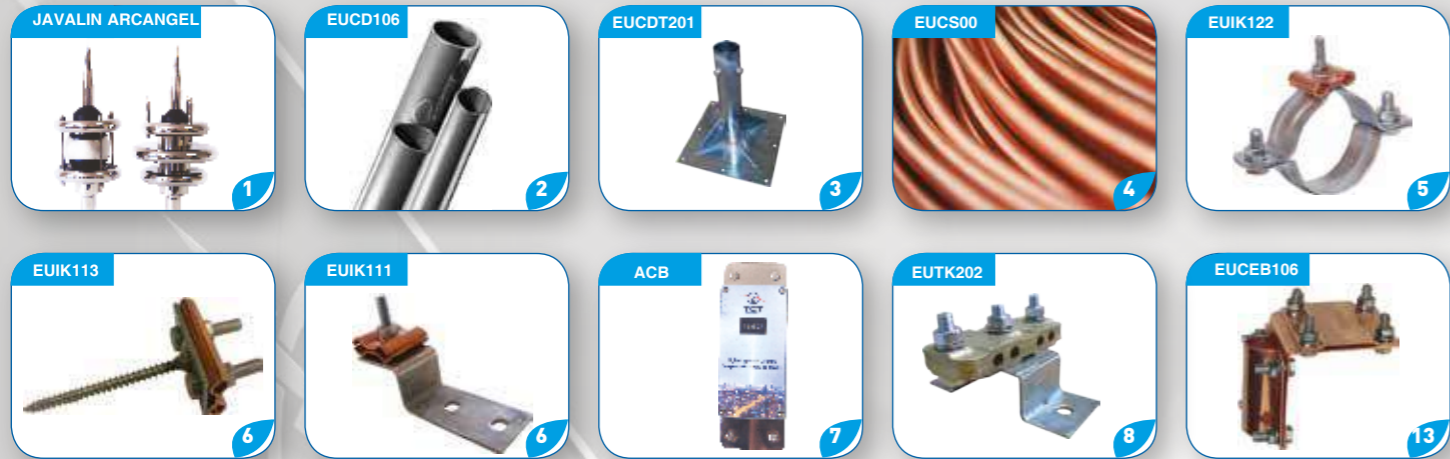 JAVALIN ARCANGEL
1
EUCD106
2
EUCDT201
3
EUCS00
4
EUIK122
5
EUIK113
6
EUIK111
6
ACB
7
EUTK202
8
EUCEB106
13